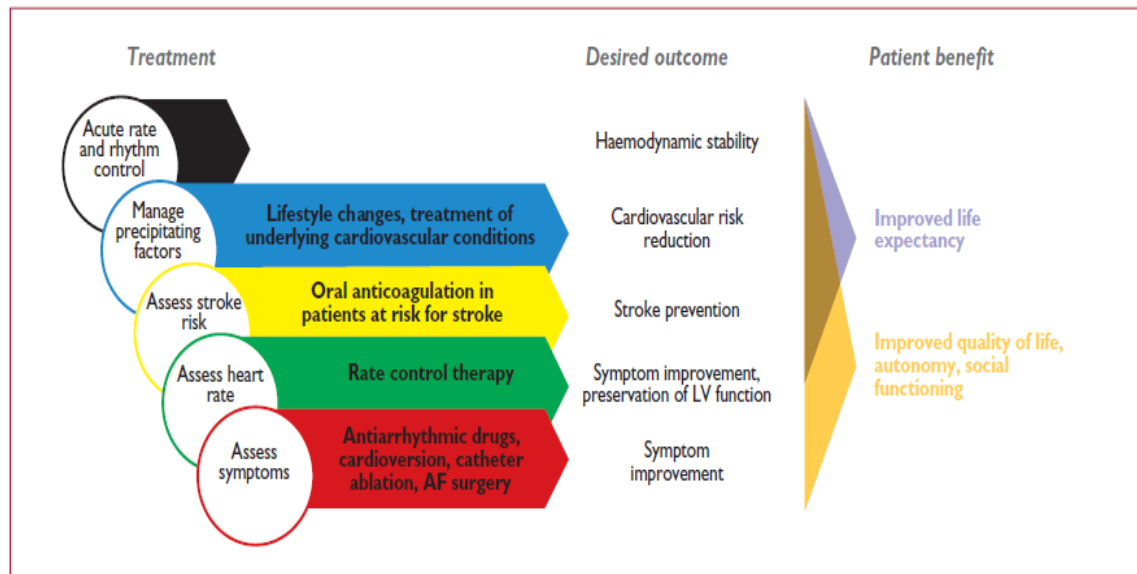 Treatment
Desired outcome
Patient benefit
Acute rate
and rhythm
control
Haemodynamic stability
Manage
precipitating
factors
Lifestyle changes, treatment of
underlying cardiovascular conditions
Cardiovascular risk
reduction
Improved life
expectancy
Assess stroke
risk
Oral anticoagulation in
patients at risk for stroke
Stroke prevention
Assess heart
rate
Rate control therapy
Symptom improvement,
preservation of LV function
Improved quality of life,
autonomy, social
functioning
Assess
symptoms
Antiarrhythmic drugs,
cardioversion, catheter
ablation, AF surgery
Symptom
improvement